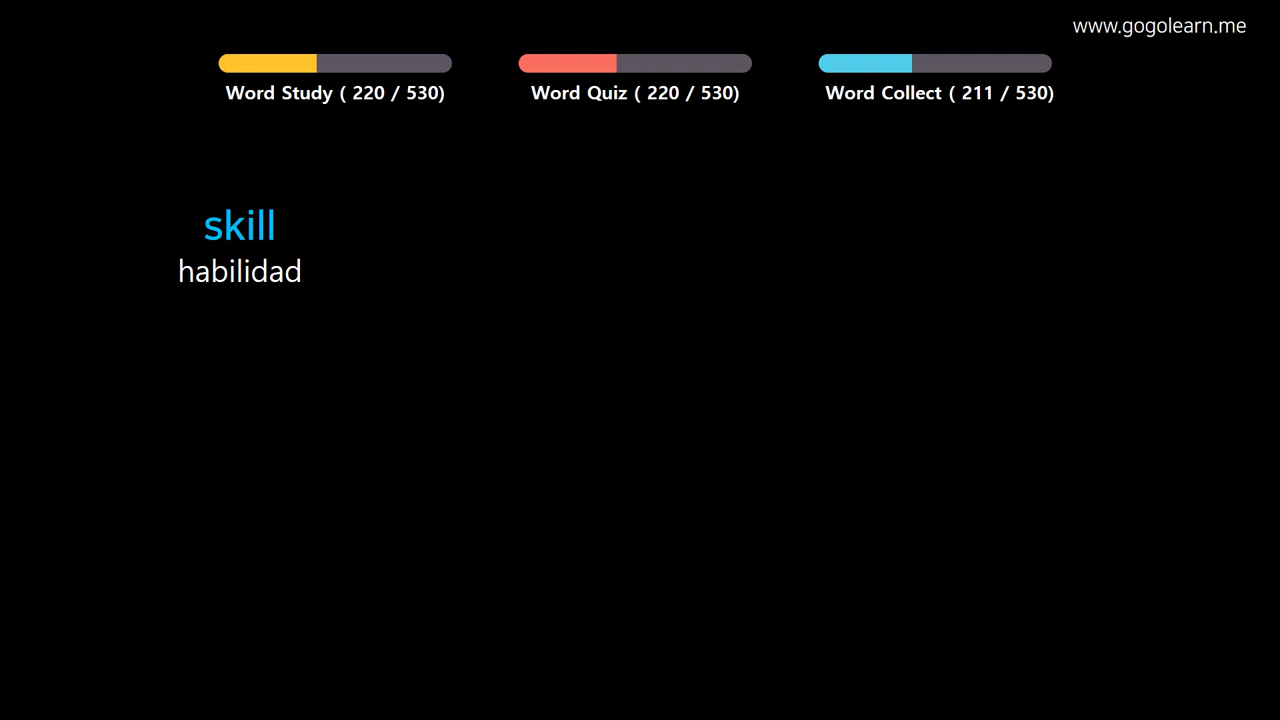 www.gogolearn.me
Word Study ( 220 / 530)
Word Quiz ( 220 / 530)
Word Collect ( 211 / 530)
skill
habilidad